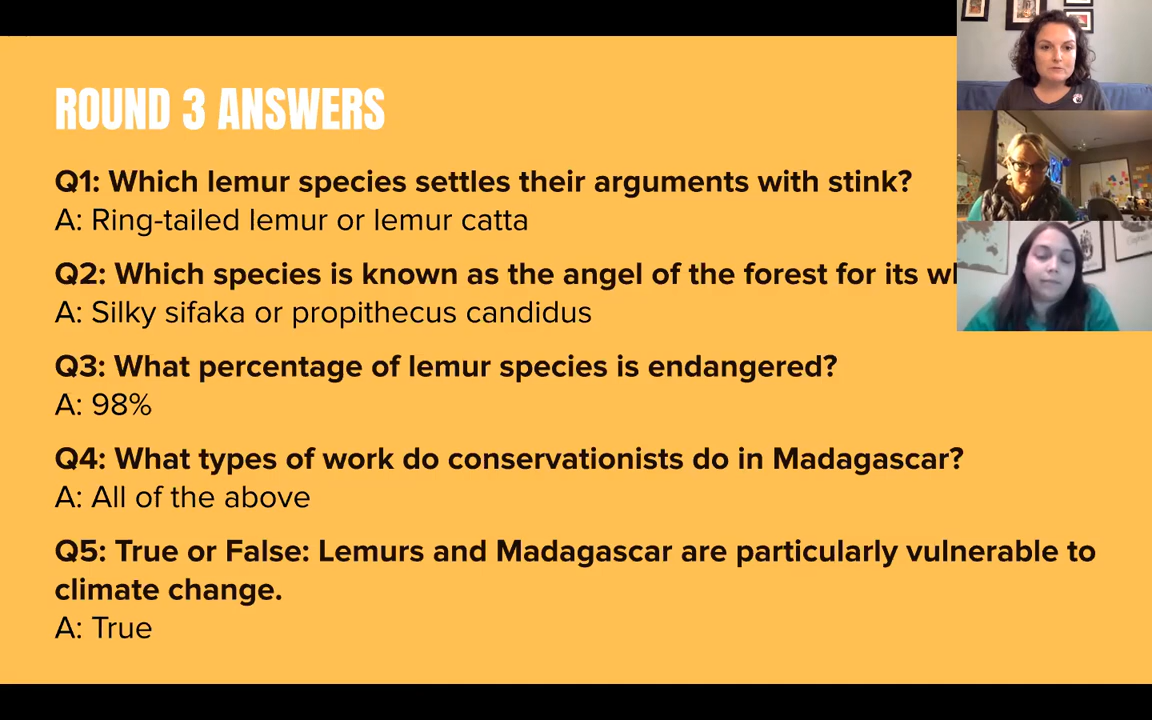 ROUND 3 ANSWERS
Q1: Which lemur species settles their arguments with stink?
A: Ring-tailed lemur or lemur catta
Q2: Which species is known as the angel of the forest for its
A: Silky sifaka or propithecus candidus
Q3: What percentage of lemur species is endangered?
A: 98%
Q4: What types of work do conservationists do in Madagascar?
A: All of the above
Q5: True or False: Lemurs and Madagascar are particularly vulnerable to
climate change.
A: True